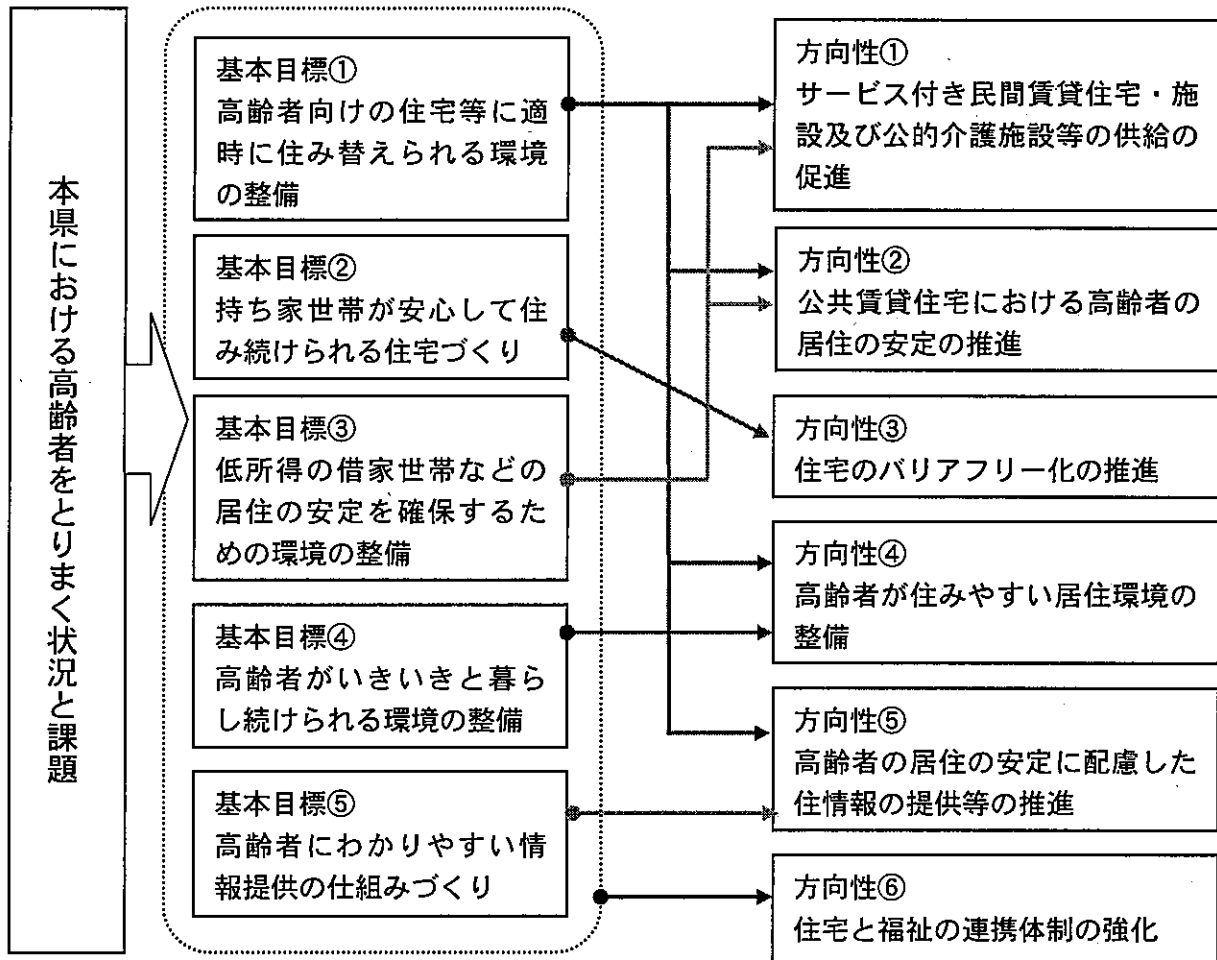 本県における高齢者をとりまく状況と課題
基本目標①
高齢者向けの住宅等に適
時に住み替えられる環境
の整備
基本目標②
持ち家世帯が安心して住
み続けられる住宅づくり
基本目標③
低所得の借家世帯などの
居住の安定を確保するた
めの環境の整備
基本目標④
高齢者がいきいきと暮ら
し続けられる環境の整備
基本目標⑤
高齢者にわかりやすい情
報提供の仕組みづくり
方向性①
サービス付き民間賃貸住宅・施
設及び公的介護施設等の供給の
促進
方向性②
公共賃貸住宅における高齢者の
居住の安定の推進
方向性③
住宅のバリアフリー化の推進
方向性④
高齢者が住みやすい居住環境の
整備
方向性⑤
高齢者の居住の安定に配慮した
住情報の提供等の推進
方向性⑥
住宅と福祉の連携体制の強化